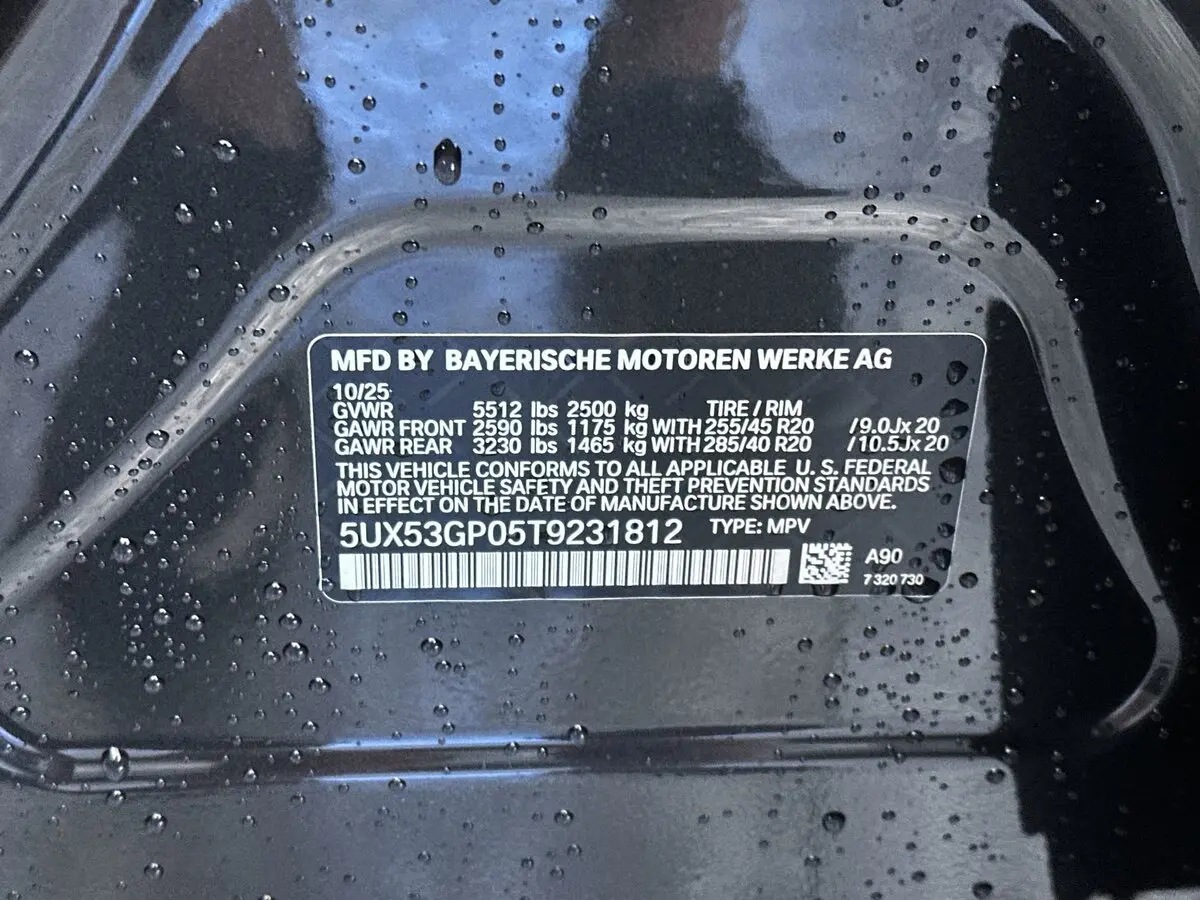 MFD BY BAYERISCHE MOTOREN WERKE AG
10/25
GVWR 5512 lbs 2500 kg TIRE / RIM
GAWR FRONT 2590 lbs 1175 kg WITH 255/45 R20 / 9.0Jx 20
GAWR REAR 3230 lbs 1465 kg WITH 285/40 R20 / 10.5Jx 20
THIS VEHICLE CONFORMS TO ALL APPLICABLE U. S. FEDERAL
MOTOR VEHICLE SAFETY AND THEFT PREVENTION STANDARDS
IN EFFECT ON THE DATE OF MANUFACTURE SHOWN ABOVE.
5UX53GP05T9231812 TYPE: MPV
A90
7 320 730